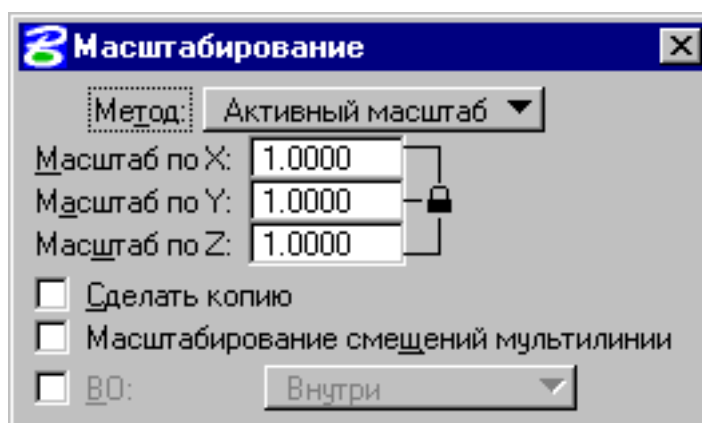 Масштабирование
Метод: Активный масштаб
Масштаб по X: 1.0000
Масштаб по Y: 1.0000
Масштаб по Z: 1.0000
Сделать копию
Масштабирование смещений мультилинии
ВО: Внутри